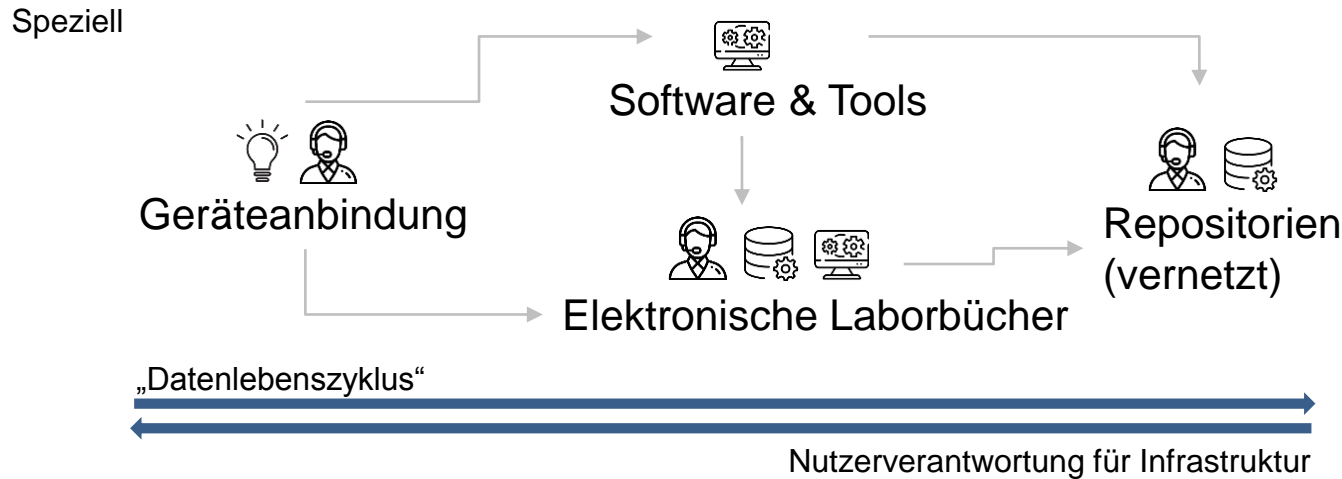 Speziell
Software & Tools
Geräteanbindung
Repositorien
(vernetzt)
Elektronische Laborbücher
„Datenlebenszyklus“
Nutzerverantwortung für Infrastruktur